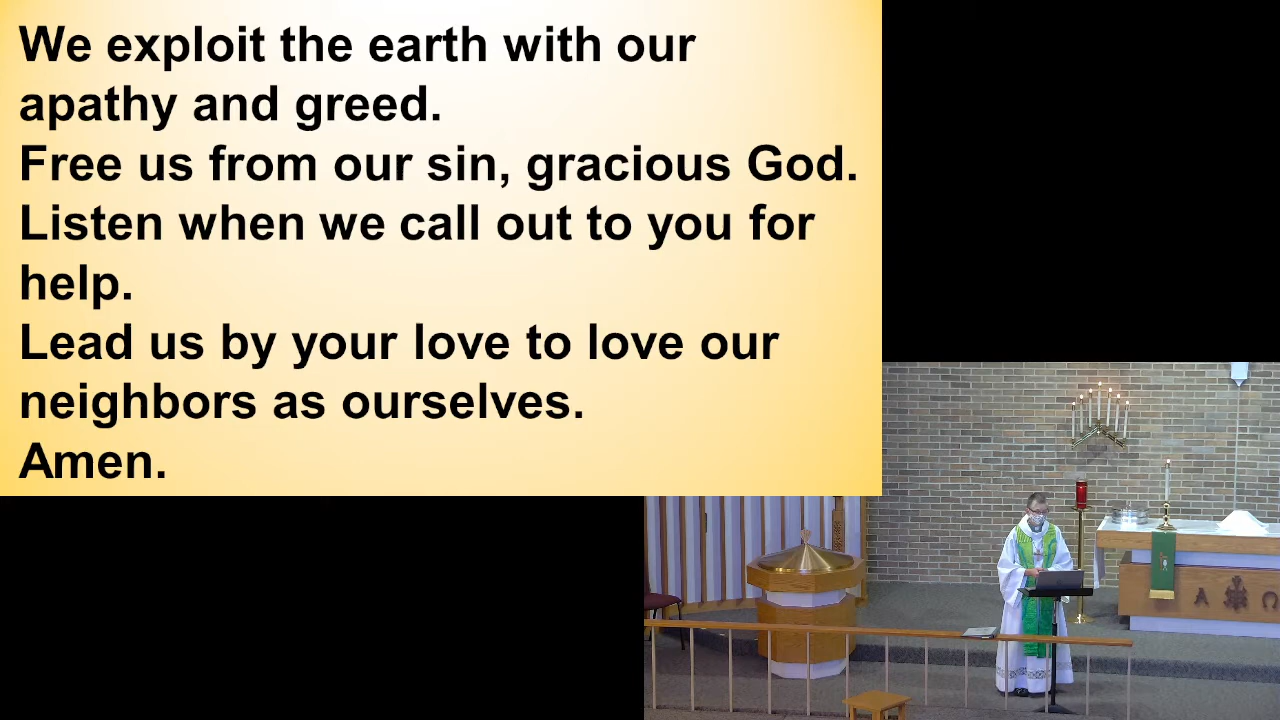 We exploit the earth with our
apathy and greed.
Free us from our sin, gracious God.
Listen when we call out to you for
help.
Lead us by your love to love our
neighbors as ourselves.
Amen.
Α Ω